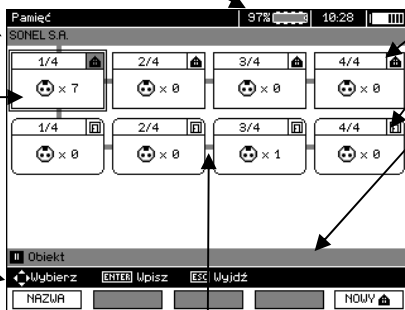 Pamięć 97% 10:28
SONEL S.A.
1/4 2/4 3/4 4/4
× 7 × 0 × 0 × 0
1/4 2/4 3/4 4/4
× 0 × 0 × 1 × 0
Obiekt
Wybierz ENTER Wpisz ESC Wyjdź
NAZWA NOWY